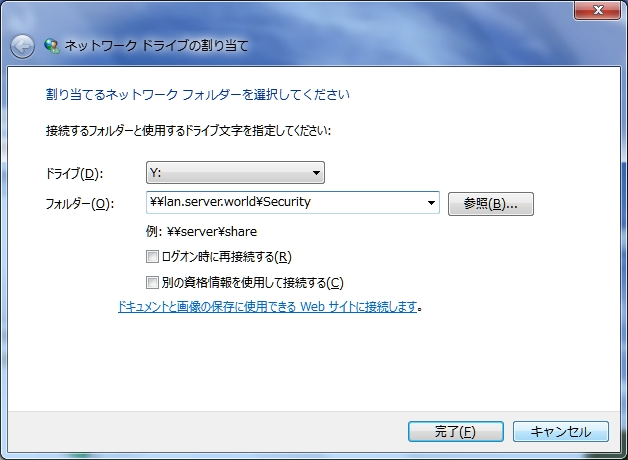 ネットワーク ドライブの割り当て
割り当てるネットワーク フォルダーを選択してください
接続するフォルダーと使用するドライブ文字を指定してください:
ドライブ(D): Y:
フォルダー(O): ¥¥lan.server.world¥Security 参照(B)...
例: ¥¥server¥share
ログオン時に再接続する(R)
別の資格情報を使用して接続する(C)
ドキュメントと画像の保存に使用できる Web サイトに接続します。
完了(F) キャンセル